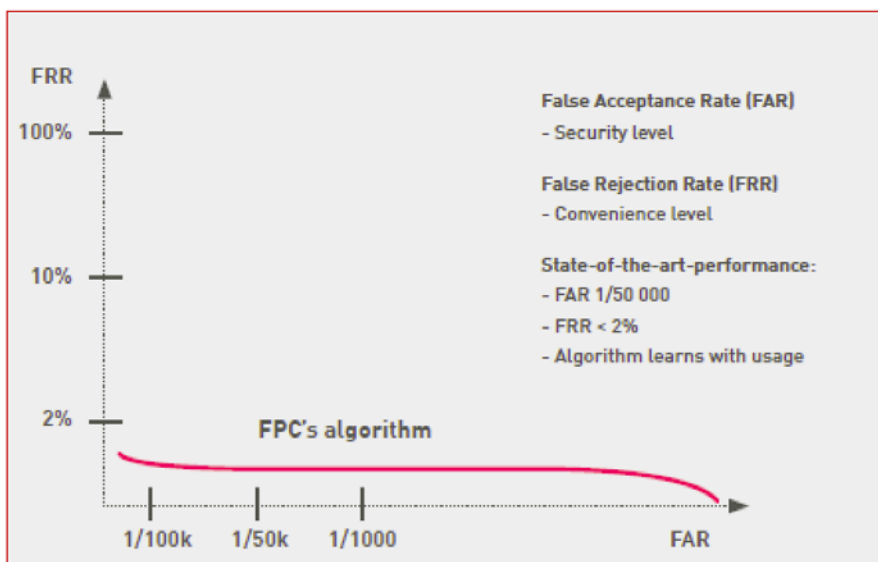 FRR
100%
10%
2%
False Acceptance Rate (FAR)
- Security level
False Rejection Rate (FRR)
- Convenience level
State-of-the-art-performance:
- FAR 1/50 000
- FRR < 2%
- Algorithm learns with usage
FPC's algorithm
1/100k 1/50k 1/1000 FAR